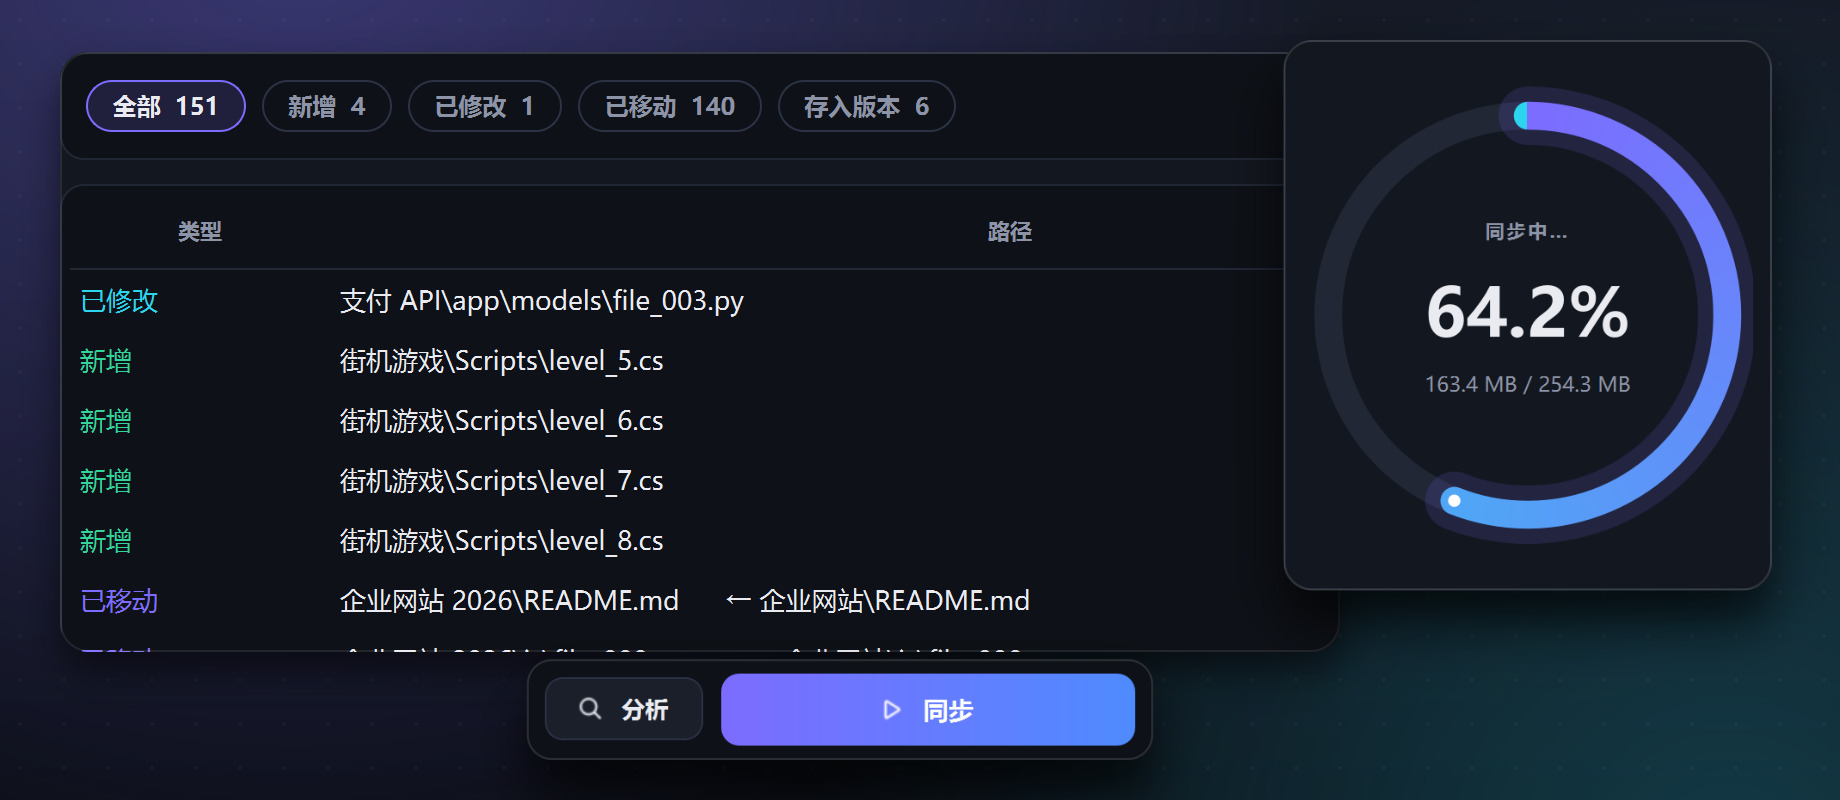 全部 151 新增 4 已修改 1 已移动 140 存入版本 6
类型 路径
已修改 支付 API\app\models\file_003.py
新增 街机游戏\Scripts\level_5.cs
新增 街机游戏\Scripts\level_6.cs
新增 街机游戏\Scripts\level_7.cs
新增 街机游戏\Scripts\level_8.cs
已移动 企业网站 2026\README.md ← 企业网站\README.md
同步中...
64.2%
163.4 MB / 254.3 MB
分析 同步